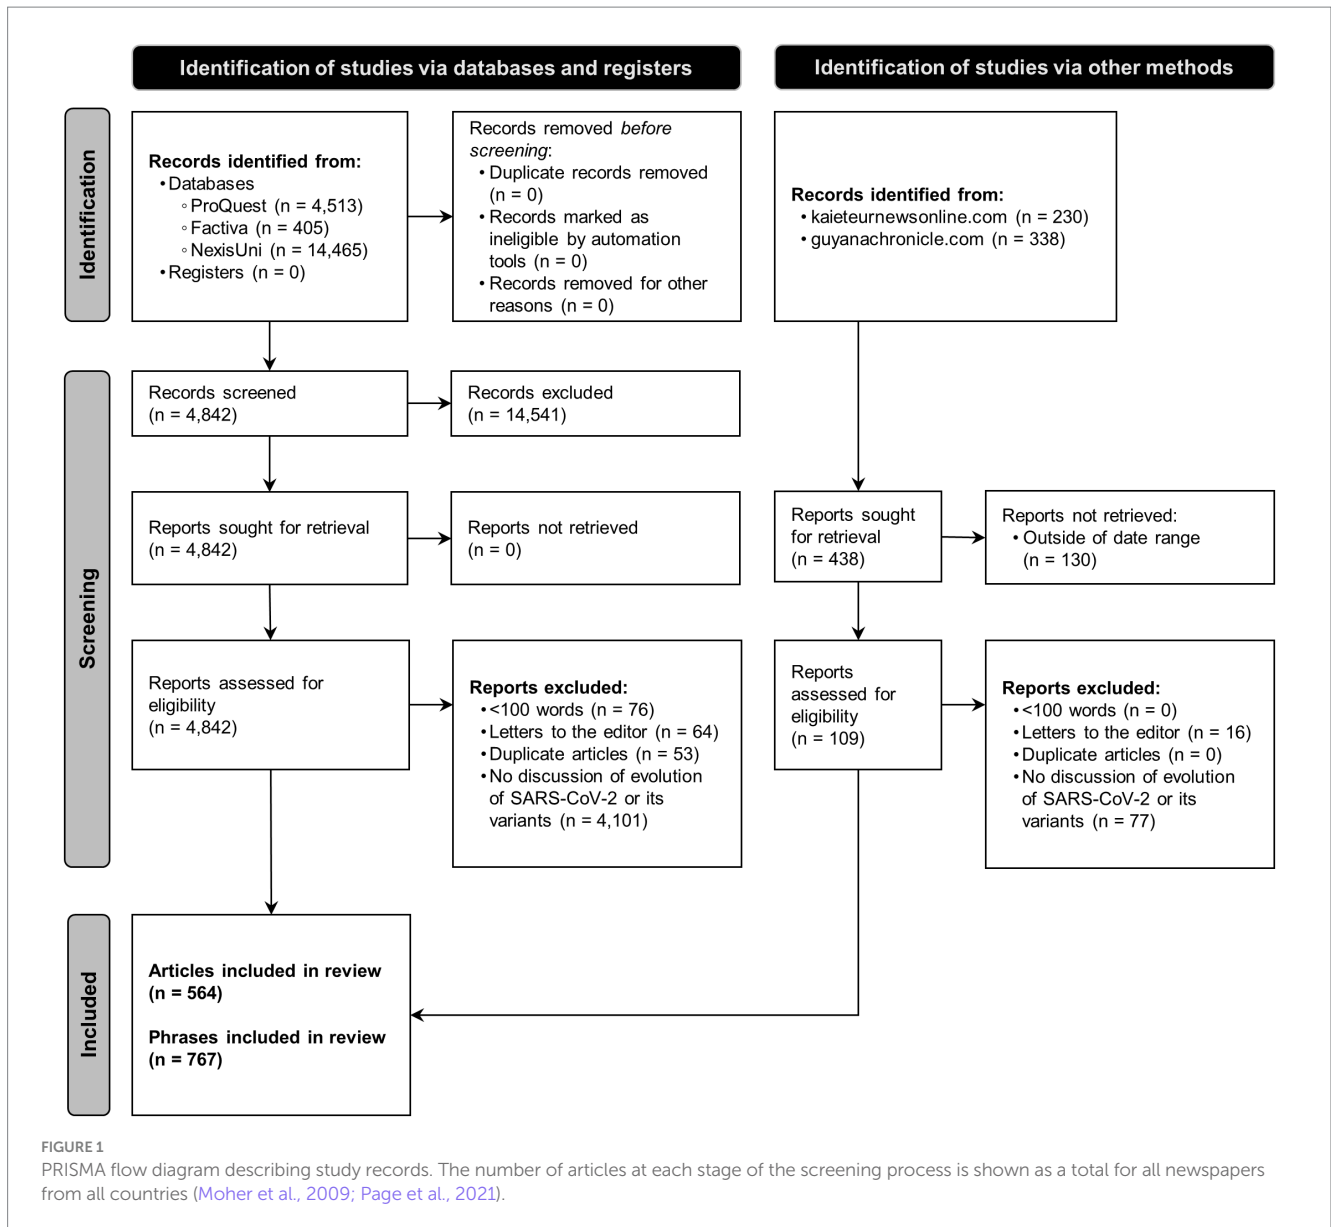 Identification of studies via databases and registers
Identification of studies via other methods
Identification
Records identified from:
• Databases
◦ ProQuest (n = 4,513)
◦ Factiva (n = 405)
◦ NexisUni (n = 14,465)
• Registers (n = 0)
Records removed before
screening:
• Duplicate records removed
(n = 0)
• Records marked as
ineligible by automation
tools (n = 0)
• Records removed for other
reasons (n = 0)
Records identified from:
• kaieteurnewsonline.com (n = 230)
• guyanachronicle.com (n = 338)
Screening
Records screened
(n = 4,842)
Records excluded
(n = 14,541)
Reports sought for retrieval
(n = 4,842)
Reports not retrieved
(n = 0)
Reports sought
for retrieval
(n = 438)
Reports not retrieved:
• Outside of date range
(n = 130)
Reports assessed for
eligibility
(n = 4,842)
Reports excluded:
• <100 words (n = 76)
• Letters to the editor (n = 64)
• Duplicate articles (n = 53)
• No discussion of evolution
of SARS-CoV-2 or its
variants (n = 4,101)
Reports
assessed for
eligibility
(n = 109)
Reports excluded:
• <100 words (n = 0)
• Letters to the editor (n = 16)
• Duplicate articles (n = 0)
• No discussion of evolution
of SARS-CoV-2 or its
variants (n = 77)
Included
Articles included in review
(n = 564)
Phrases included in review
(n = 767)
FIGURE 1
PRISMA flow diagram describing study records. The number of articles at each stage of the screening process is shown as a total for all newspapers
from all countries (Moher et al., 2009; Page et al., 2021).